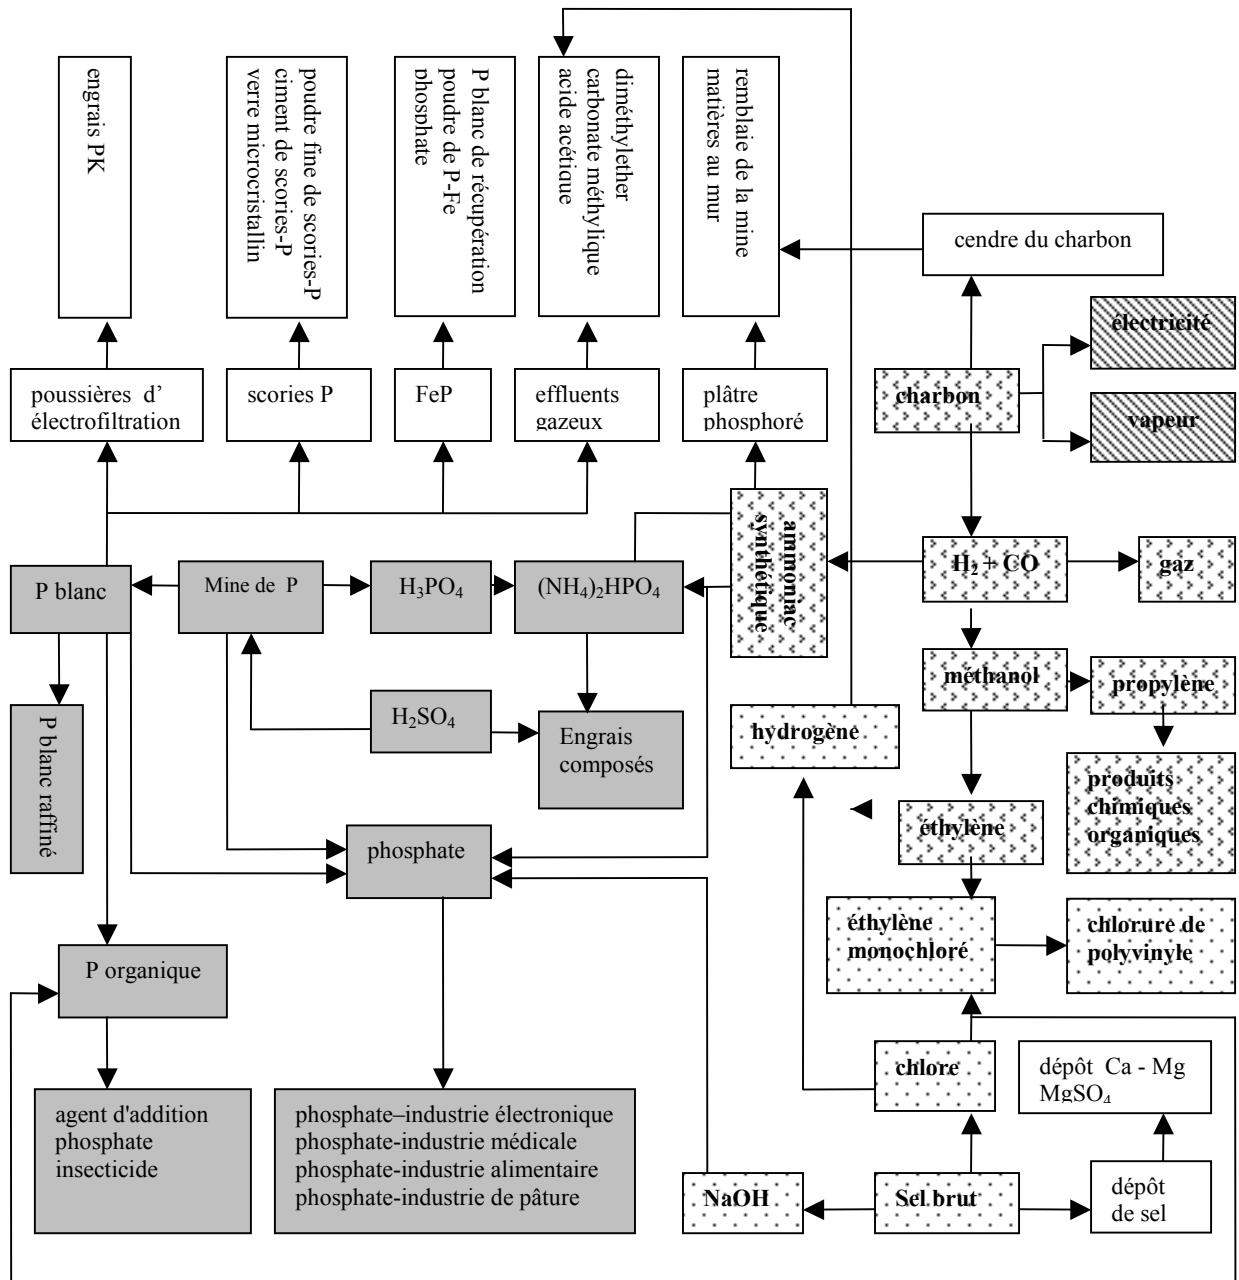 engrais PK
poudre fine de scories-P
ciment de scories-P
verre microcristallin
P blanc de récupération
poudre de P-Fe
phosphate
diméthylether
carbonate méthylique
acide acétique
remblaie de la mine
matières au mur
cendre du charbon
électricité
vapeur
charbon
poussières d'
électrofiltration
scories P
FeP
effluents
gazeux
plâtre
phosphoré
ammoniac
synthétique
H₂ + CO
gaz
P blanc
Mine de P
H₃PO₄
(NH₄)₂HPO₄
méthanol
propylène
P blanc raffiné
H₂SO₄
Engrais
composés
hydrogène
produits
chimiques
organiques
éthylène
phosphate
éthylène
monochloré
chlorure de
polyvinyle
P organique
chlore
dépôt Ca - Mg
MgSO₄
agent d'addition
phosphate
insecticide
phosphate–industrie électronique
phosphate-industrie médicale
phosphate-industrie alimentaire
phosphate-industrie de pâture
NaOH
Sel brut
dépôt
de sel